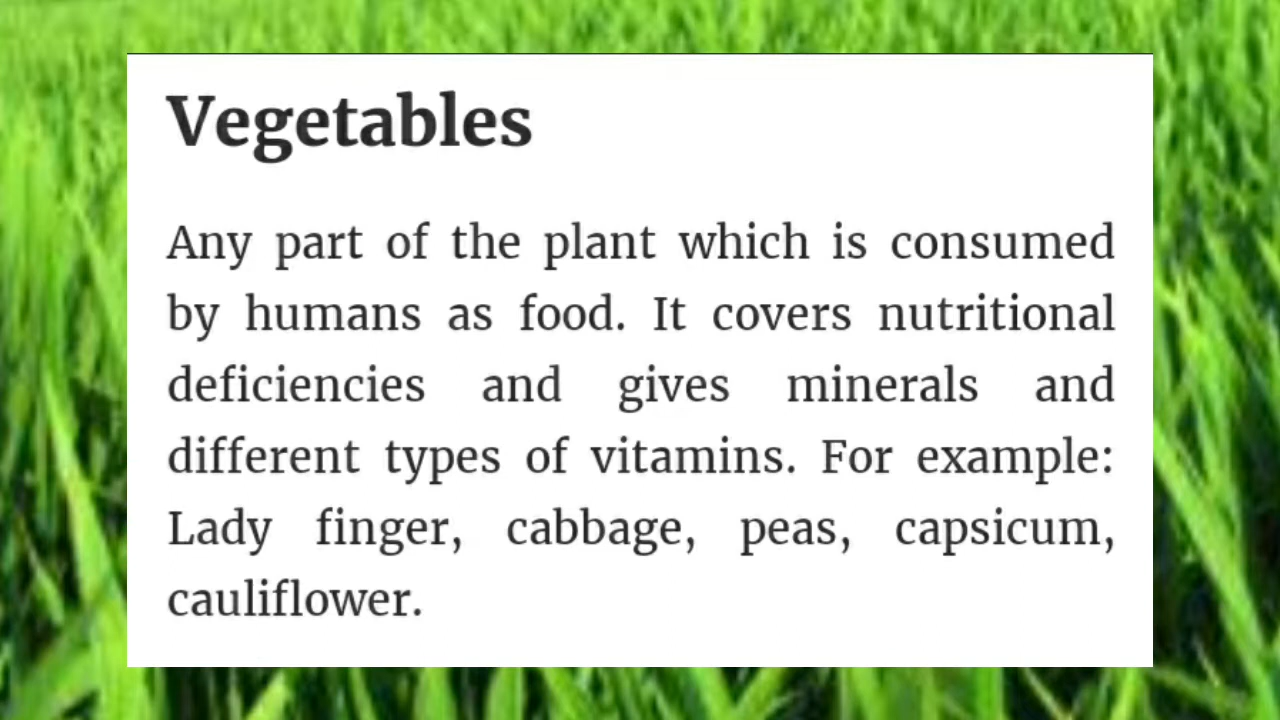 Vegetables
Any part of the plant which is consumed
by humans as food. It covers nutritional
deficiencies and gives minerals and
different types of vitamins. For example:
Lady finger, cabbage, peas, capsicum,
cauliflower.